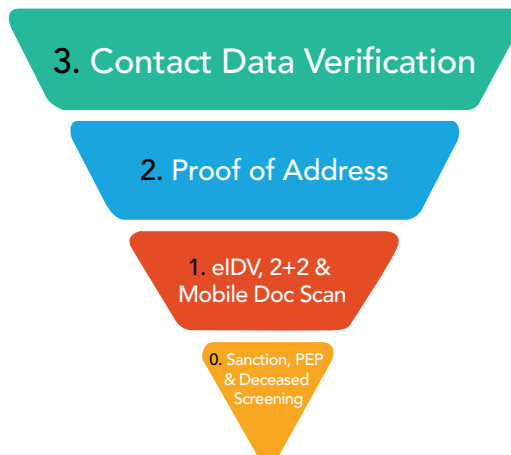 3. Contact Data Verification
2. Proof of Address
1. eIDV, 2+2 &
Mobile Doc Scan
0. Sanction, PEP
& Deceased
Screening